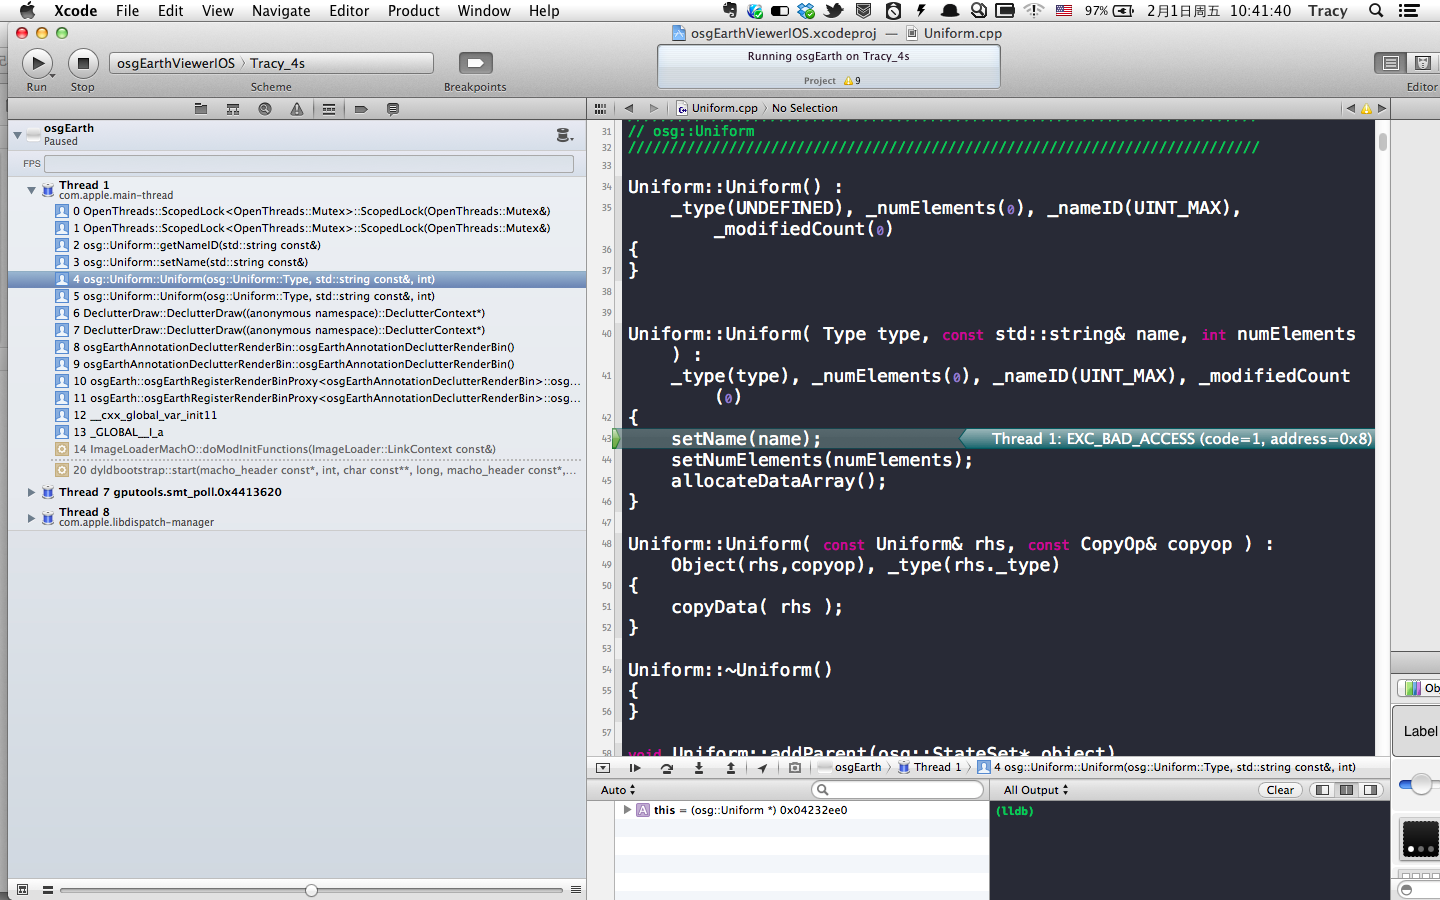 Xcode File Edit View Navigate Editor Product Window Help 97% 2月1日周五 10:41:40 Tracy
osgEarthViewerIOS.xcodeproj — Uniform.cpp
osgEarthViewerIOS 〉 Tracy_4s
Running osgEarth on Tracy_4s
Project 9
Run Stop Scheme Breakpoints Editor
Uniform.cpp 〉 No Selection
osgEarth
Paused
FPS
Thread 1
com.apple.main-thread
0 OpenThreads::ScopedLock<OpenThreads::Mutex>::ScopedLock(OpenThreads::Mutex&)
1 OpenThreads::ScopedLock<OpenThreads::Mutex>::ScopedLock(OpenThreads::Mutex&)
2 osg::Uniform::getNameID(std::string const&)
3 osg::Uniform::setName(std::string const&)
4 osg::Uniform::Uniform(osg::Uniform::Type, std::string const&, int)
5 osg::Uniform::Uniform(osg::Uniform::Type, std::string const&, int)
6 DeclutterDraw::DeclutterDraw((anonymous namespace)::DeclutterContext*)
7 DeclutterDraw::DeclutterDraw((anonymous namespace)::DeclutterContext*)
8 osgEarthAnnotationDeclutterRenderBin::osgEarthAnnotationDeclutterRenderBin()
9 osgEarthAnnotationDeclutterRenderBin::osgEarthAnnotationDeclutterRenderBin()
10 osgEarth::osgEarthRegisterRenderBinProxy<osgEarthAnnotationDeclutterRenderBin>::osg...
11 osgEarth::osgEarthRegisterRenderBinProxy<osgEarthAnnotationDeclutterRenderBin>::osg...
12 __cxx_global_var_init11
13 _GLOBAL__I_a
14 ImageLoaderMachO::doModInitFunctions(ImageLoader::LinkContext const&)
20 dyldbootstrap::start(macho_header const*, int, char const**, long, macho_header const*,...
Thread 7 gputools.smt_poll.0x4413620
Thread 8
com.apple.libdispatch-manager
31 // osg::Uniform
32 ////////////////////////////////////////////////////////////////////////////
33
34 Uniform::Uniform() :
35 _type(UNDEFINED), _numElements(0), _nameID(UINT_MAX),
_modifiedCount(0)
36 {
37 }
38
39
40 Uniform::Uniform( Type type, const std::string& name, int numElements
) :
41 _type(type), _numElements(0), _nameID(UINT_MAX), _modifiedCount
(0)
42 {
43 setName(name); Thread 1: EXC_BAD_ACCESS (code=1, address=0x8)
44 setNumElements(numElements);
45 allocateDataArray();
46 }
47
48 Uniform::Uniform( const Uniform& rhs, const CopyOp& copyop ) :
49 Object(rhs,copyop), _type(rhs._type)
50 {
51 copyData( rhs );
52 }
53
54 Uniform::~Uniform()
55 {
56 }
57
58 void Uniform::addParent(osg::StateSet* object)
osgEarth 〉 Thread 1 〉 4 osg::Uniform::Uniform(osg::Uniform::Type, std::string const&, int)
Auto All Output Clear
this = (osg::Uniform *) 0x04232ee0
(lldb)
Ob
Label